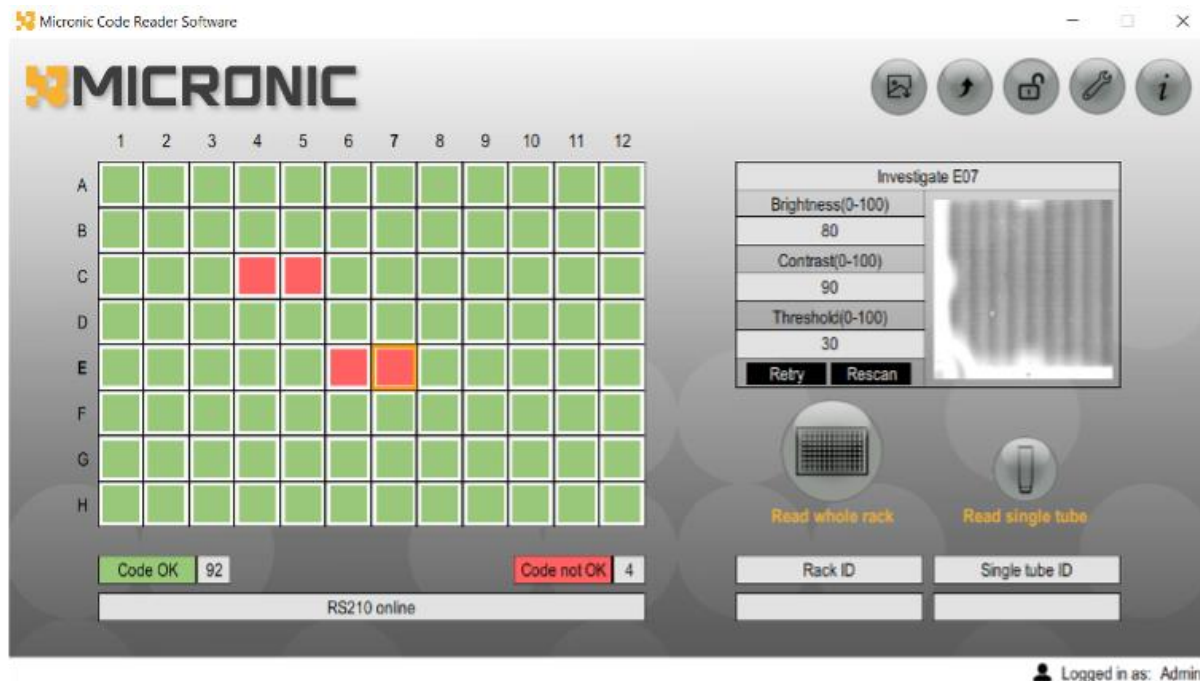 Micronic Code Reader Software
MICRONIC
1 2 3 4 5 6 7 8 9 10 11 12
A
B
C
D
E
F
G
H
Investigate E07
Brightness(0-100)
80
Contrast(0-100)
90
Threshold(0-100)
30
Retry Rescan
Read whole rack
Read single tube
Code OK 92
Code not OK 4
RS210 online
Rack ID
Single tube ID
Logged in as: Admin